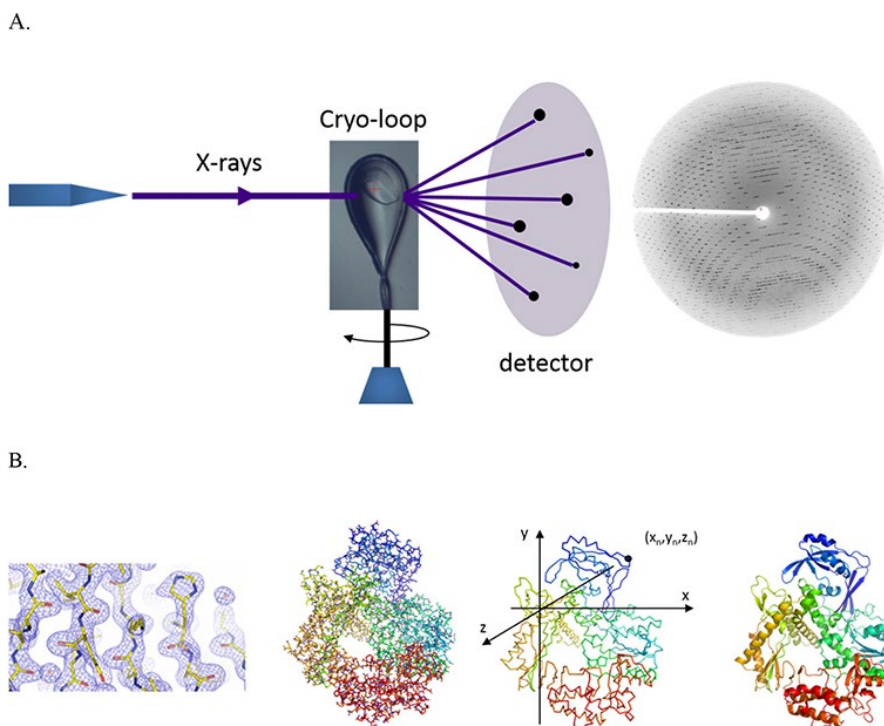 A.
Cryo-loop
X-rays
detector
B.
y
(xₙ,yₙ,zₙ)
x
z